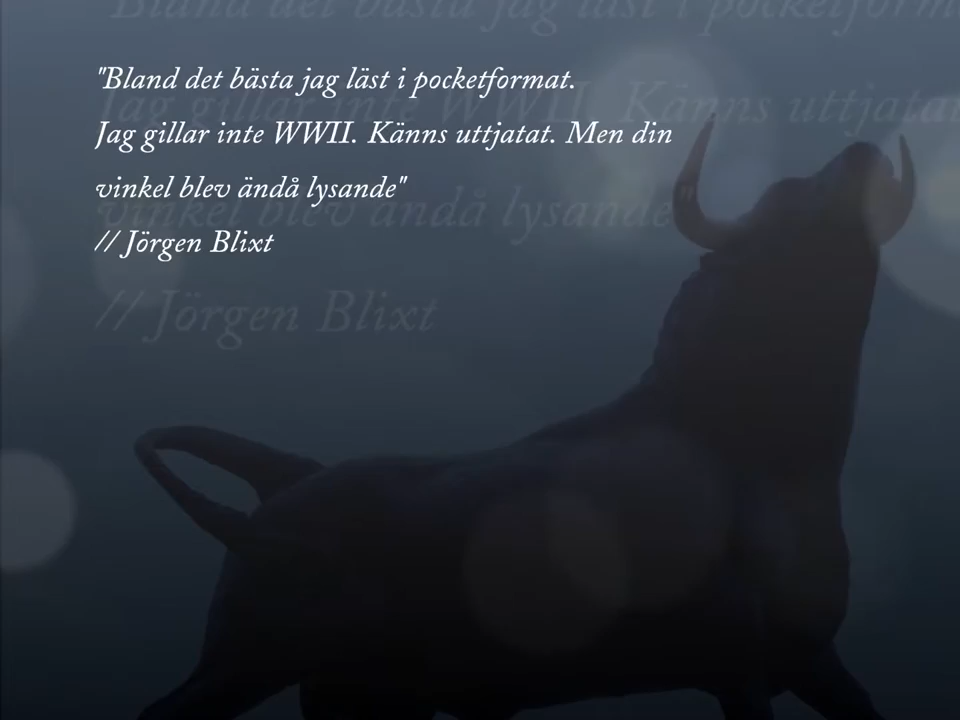 "Bland det bästa jag läst i pocketformat.
Jag gillar inte WWII. Känns uttjatat. Men din
vinkel blev ändå lysande"
// Jörgen Blixt